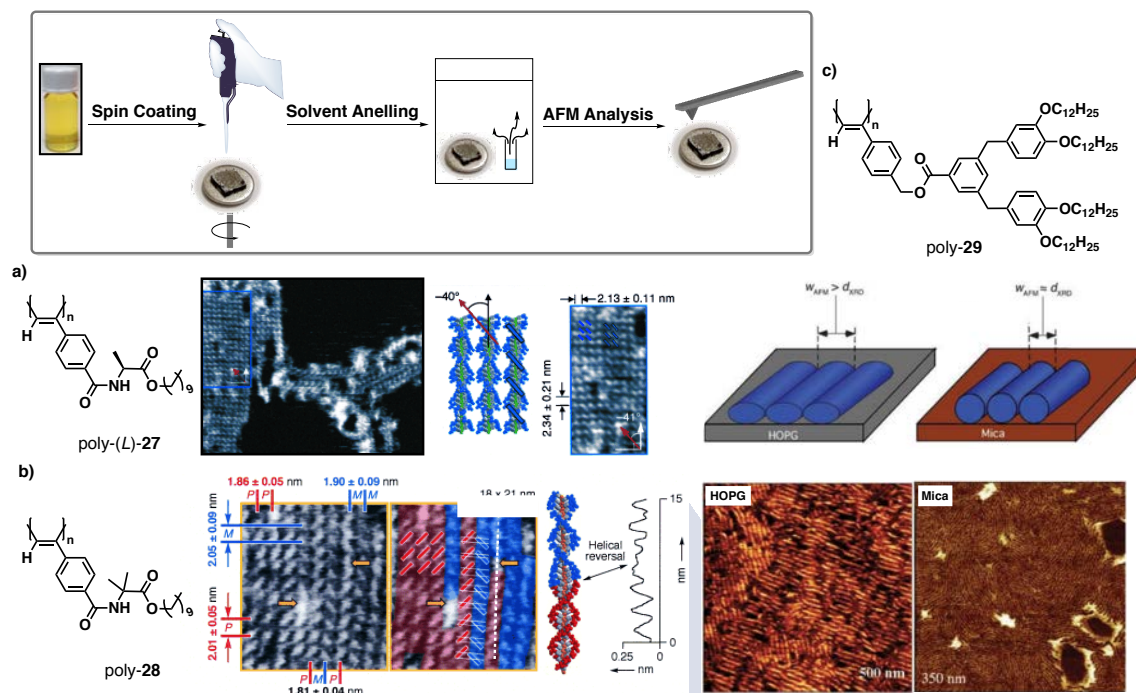 Spin Coating
Solvent Anelling
AFM Analysis
c)
n
H
O
O
OC12H25
OC12H25
OC12H25
OC12H25
poly-29
a)
n
H
O
N
H
O
O
9
poly-(L)-27
–40°
2.13 ± 0.11 nm
2.34 ± 0.21 nm
–41
wAFM > dXRD
HOPG
wAFM ≈ dXRD
Mica
b)
n
H
O
N
H
O
O
9
poly-28
1.86 ± 0.05 nm
P P
1.90 ± 0.09 nm
M M
2.05 ± 0.09 nm
M
2.01 ± 0.05 nm
P
P M P
1.81 ± 0.04 nm
18 x 21 nm
Helical
reversal
15
nm
0
0.25 0
nm
HOPG
500 nm
Mica
350 nm